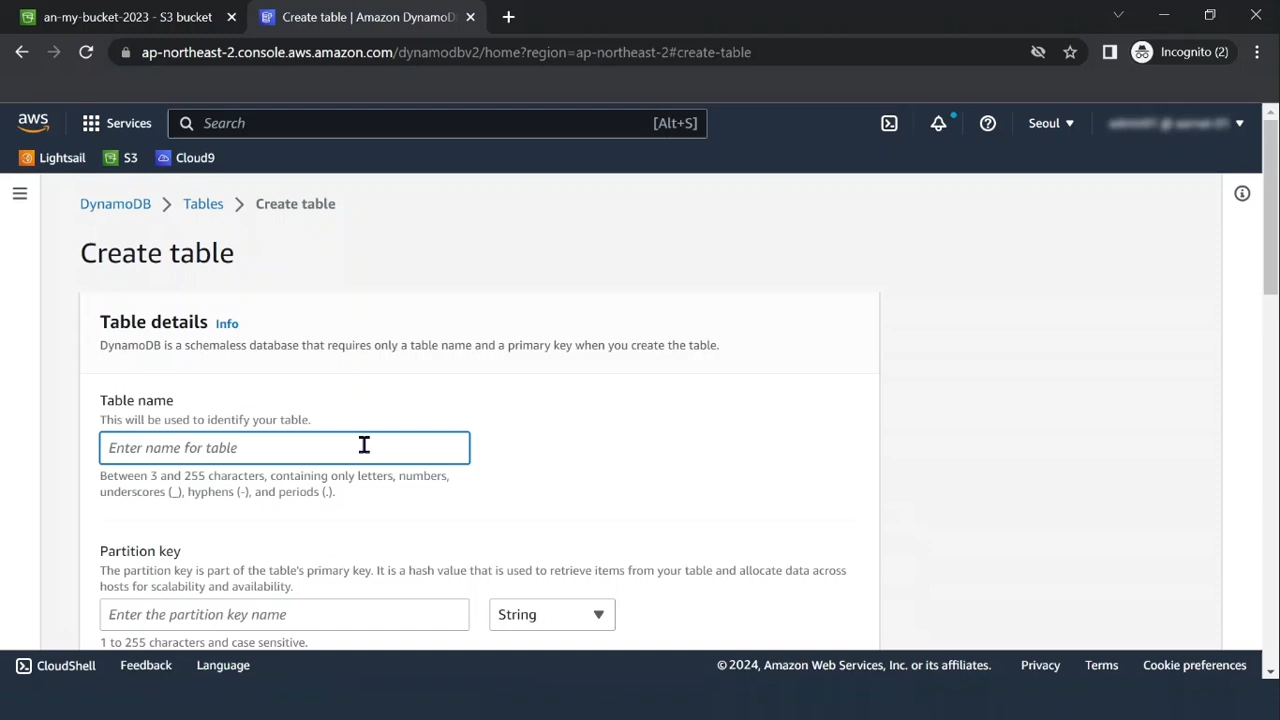 an-my-bucket-2023 - S3 bucket
Create table | Amazon DynamoD
ap-northeast-2.console.aws.amazon.com/dynamodbv2/home?region=ap-northeast-2#create-table
Incognito (2)
aws
Services
Search
[Alt+S]
Seoul
Lightsail
S3
Cloud9
DynamoDB
Tables
Create table
Create table
Table details Info
DynamoDB is a schemaless database that requires only a table name and a primary key when you create the table.
Table name
This will be used to identify your table.
Enter name for table
Between 3 and 255 characters, containing only letters, numbers,
underscores (_), hyphens (-), and periods (.).
Partition key
The partition key is part of the table's primary key. It is a hash value that is used to retrieve items from your table and allocate data across
hosts for scalability and availability.
Enter the partition key name
String
1 to 255 characters and case sensitive.
CloudShell
Feedback
Language
© 2024, Amazon Web Services, Inc. or its affiliates.
Privacy
Terms
Cookie preferences